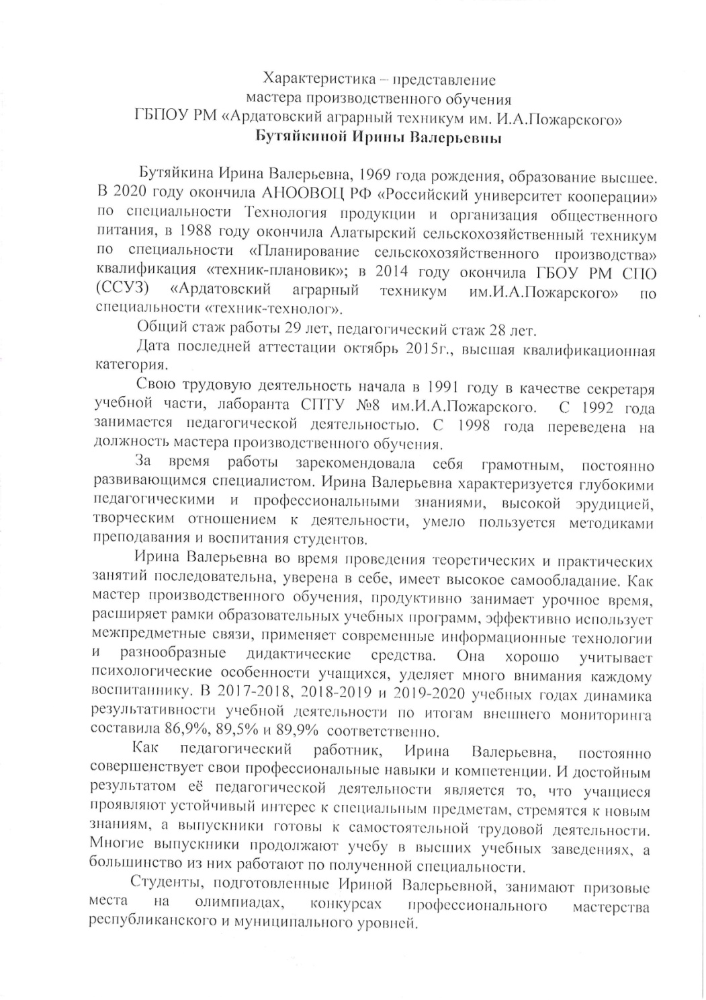 Характеристика – представление
мастера производственного обучения
ГБПОУ РМ «Ардатовский аграрный техникум им. И.А.Пожарского»
Бутяйкиной Ирины Валерьевны
Бутяйкина Ирина Валерьевна, 1969 года рождения, образование высшее.
В 2020 году окончила АНООВОЦ РФ «Российский университет кооперации»
по специальности Технология продукции и организация общественного
питания, в 1988 году окончила Алатырский сельскохозяйственный техникум
по специальности «Планирование сельскохозяйственного производства»
квалификация «техник-плановик»; в 2014 году окончила ГБОУ РМ СПО
(ССУЗ) «Ардатовский аграрный техникум им.И.А.Пожарского» по
специальности «техник-технолог».
Общий стаж работы 29 лет, педагогический стаж 28 лет.
Дата последней аттестации октябрь 2015г., высшая квалификационная
категория.
Свою трудовую деятельность начала в 1991 году в качестве секретаря
учебной части, лаборанта СПТУ №8 им.И.А.Пожарского. С 1992 года
занимается педагогической деятельностью. С 1998 года переведена на
должность мастера производственного обучения.
За время работы зарекомендовала себя грамотным, постоянно
развивающимся специалистом. Ирина Валерьевна характеризуется глубокими
педагогическими и профессиональными знаниями, высокой эрудицией,
творческим отношением к деятельности, умело пользуется методиками
преподавания и воспитания студентов.
Ирина Валерьевна во время проведения теоретических и практических
занятий последовательна, уверена в себе, имеет высокое самообладание. Как
мастер производственного обучения, продуктивно занимает урочное время,
расширяет рамки образовательных учебных программ, эффективно использует
межпредметные связи, применяет современные информационные технологии
и разнообразные дидактические средства. Она хорошо учитывает
психологические особенности учащихся, уделяет много внимания каждому
воспитаннику. В 2017-2018, 2018-2019 и 2019-2020 учебных годах динамика
результативности учебной деятельности по итогам внешнего мониторинга
составила 86,9%, 89,5% и 89,9% соответственно.
Как педагогический работник, Ирина Валерьевна, постоянно
совершенствует свои профессиональные навыки и компетенции. И достойным
результатом её педагогической деятельности является то, что учащиеся
проявляют устойчивый интерес к специальным предметам, стремятся к новым
знаниям, а выпускники готовы к самостоятельной трудовой деятельности.
Многие выпускники продолжают учебу в высших учебных заведениях, а
большинство из них работают по полученной специальности.
Студенты, подготовленные Ириной Валерьевной, занимают призовые
места на олимпиадах, конкурсах профессионального мастерства
республиканского и муниципального уровней.